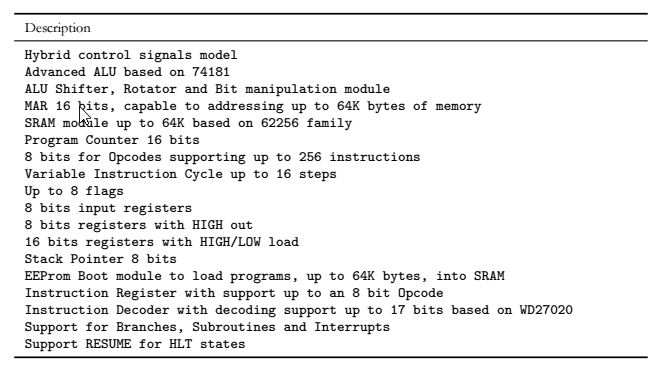 Description
Hybrid control signals model
Advanced ALU based on 74181
ALU Shifter, Rotator and Bit manipulation module
MAR 16 bits, capable to addressing up to 64K bytes of memory
SRAM module up to 64K based on 62256 family
Program Counter 16 bits
8 bits for Opcodes supporting up to 256 instructions
Variable Instruction Cycle up to 16 steps
Up to 8 flags
8 bits input registers
8 bits registers with HIGH out
16 bits registers with HIGH/LOW load
Stack Pointer 8 bits
EEProm Boot module to load programs, up to 64K bytes, into SRAM
Instruction Register with support up to an 8 bit Opcode
Instruction Decoder with decoding support up to 17 bits based on WD27020
Support for Branches, Subroutines and Interrupts
Support RESUME for HLT states